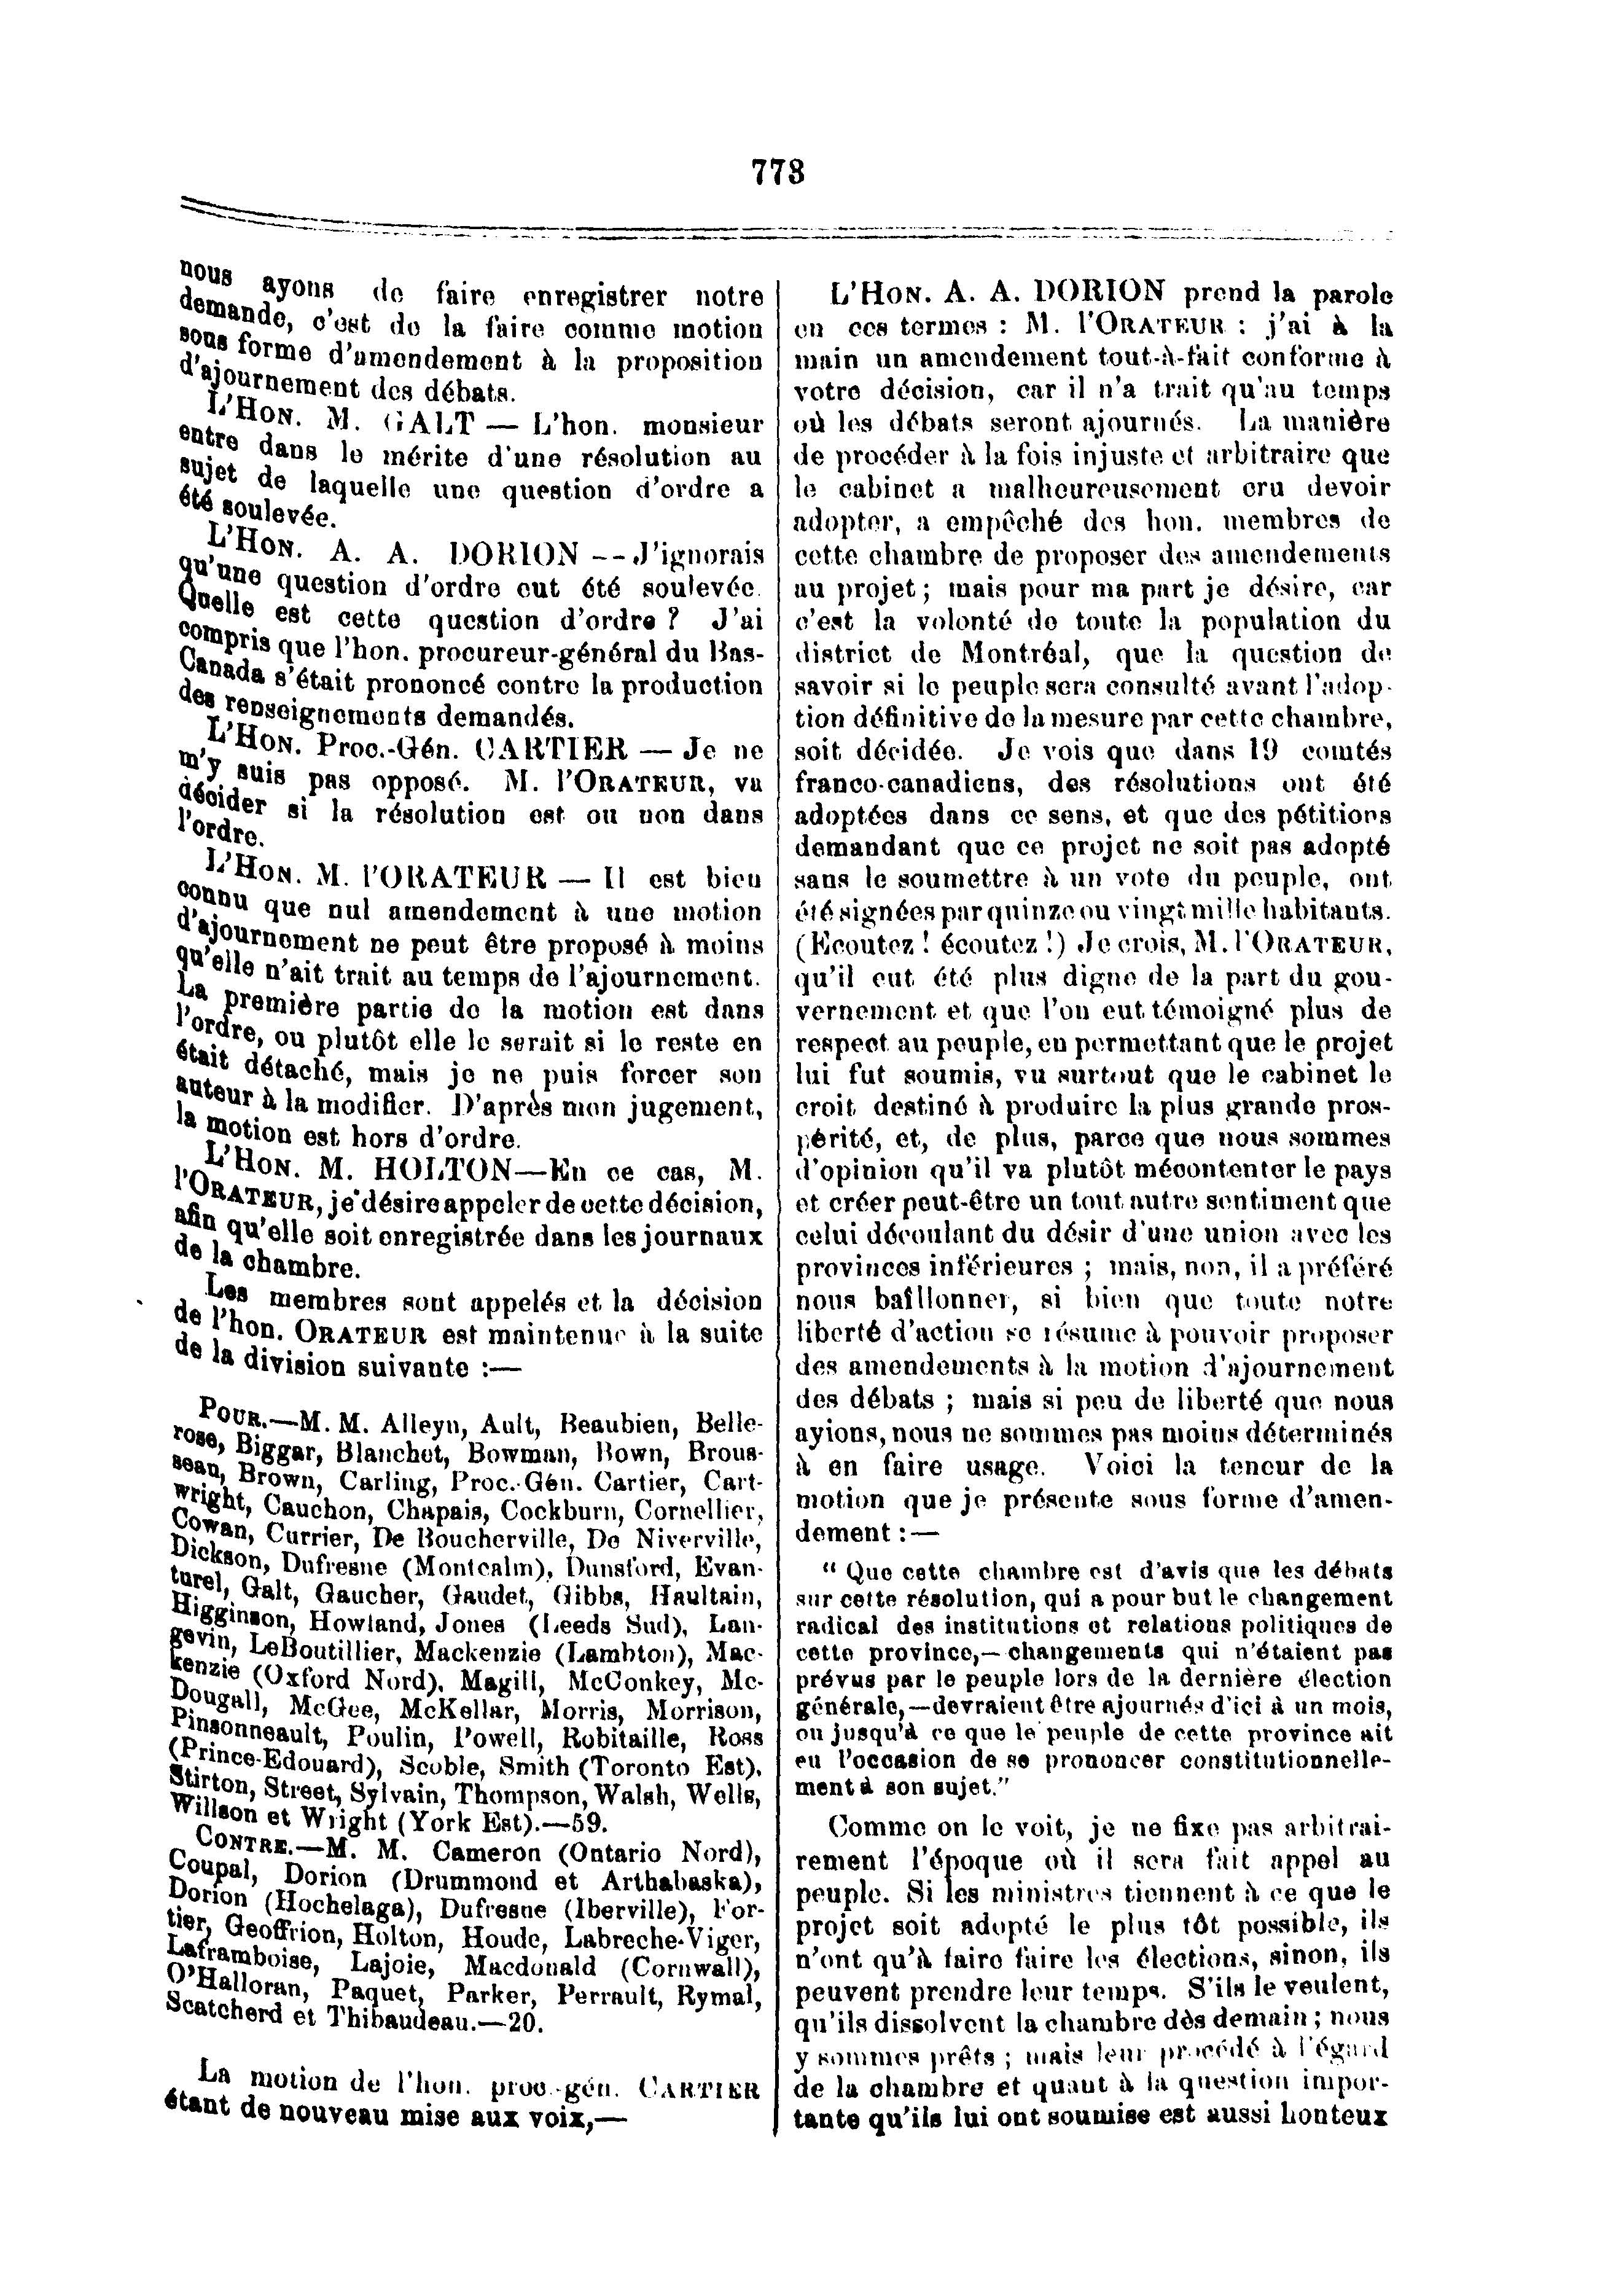 773
nous ayons de faire enregistrer notre
demande, c'est de la faire comme motion
sous forme d'amendement à la proposition
d'ajournement des débats.
L'HON. M. GALT — L'hon. monsieur
entre dans le mérite d'une résolution au
sujet de laquelle une question d'ordre a
été soulevée.
L'HON. A. A. DORION -- J'ignorais
qu'une question d'ordre eut été soulevée.
Quelle est cette question d'ordre ? J'ai
compris que l'hon. procureur-général du Bas-
Canada s'était prononcé contre la production
des renseignements demandés.
L'HON. PROC.-GÉN. CARTIER — Je ne
m'y suis pas opposé. M. l'ORATEUR, va
décider si la résolution est ou non dans
l'ordre.
L'HON. M. l'ORATEUR — Il est bien
connu que nul amendement à une motion
d'ajournement ne peut être proposé à moins
qu'elle n'ait trait au temps de l'ajournement.
La première partie de la motion est dans
l'ordre, ou plutôt elle le serait si le reste en
était détaché, mais je ne puis forcer son
auteur à la modifier. D'après mon jugement,
la motion est hors d'ordre.
L'HON. M. HOLTON—En ce cas, M.
l'ORATEUR, je désire appeler de cette décision,
afin qu'elle soit enregistrée dans les journaux
de la chambre.
Les membres sont appelés et la décision
de l'hon. ORATEUR est maintenue à la suite
de la division suivante :—
POUR.—M. M. Alleyn, Ault, Beaubien, Belle-
rose, Biggar, Blanchet, Bowman, Bown, Brous-
seau, Brown, Carling, Proc.-Gén. Cartier, Cart-
wright, Cauchon, Chapais, Cockburn, Cornellier,
Cowan, Currier, De Boucherville, De Niverville,
Dickson, Dufresne (Montcalm), Dunsford, Evan-
turel, Galt, Gaucher, Gaudet, Gibbs, Haultain,
Higginson, Howland, Jones (Leeds Sud), Lan-
gevin, LeBoutillier, Mackenzie (Lambton), Mac-
kenzie (Oxford Nord), Magill, McConkey, Mc-
Dougall, McGee, McKellar, Morris, Morrison,
Pinsonneault, Poulin, Powell, Robitaille, Ross
(Prince-Edouard), Scoble, Smith (Toronto Est),
Stirton, Street, Sylvain, Thompson, Walsh, Wells,
Willson et Wright (York Est).—59.
CONTRE.—M. M. Cameron (Ontario Nord),
Coupal, Dorion (Drummond et Arthabaska),
Dorion (Hochelaga), Dufresne (Iberville), For-
tier, Geoffrion, Holton, Houde, Labreche-Viger,
Laframboise, Lajoie, Macdonald (Cornwall),
O'Halloran, Paquet, Parker, Perrault, Rymal,
Scatcherd et Thibaudeau.—20.
La motion de l'hon. proc.-gén. CARTIER
étant de nouveau mise aux voix,—
L'HON. A. A. DORION prend la parole
en ces termes : M. l'ORATEUR : j'ai à la
main un amendement tout-à-fait conforme à
votre décision, car il n'a trait qu'au temps
où les débats seront ajournés. La manière
de procéder à la fois injuste et arbitraire que
le cabinet a malheureusement cru devoir
adopter, a empêché des hon. membres de
cette chambre de proposer des amendements
au projet ; mais pour ma part je désire, car
c'est la volonté de toute la population du
district de Montréal, que la question de
savoir si le peuple sera consulté avant l'adop-
tion définitive de la mesure par cette chambre,
soit décidée. Je vois que dans 19 comtés
franco-canadiens, des résolutions ont été
adoptées dans ce sens, et que des pétitions
demandant que ce projet ne soit pas adopté
sans le soumettre à un vote du peuple, ont
été signées par quinze ou vingt mille habitants.
(Ecoutez ! écoutez !) Je crois, M. l'ORATEUR,
qu'il eut été plus digne de la part du gou-
vernement et que l'on eut témoigné plus de
respect au peuple, en permettant que le projet
lui fut soumis, vu surtout que le cabinet le
croit destiné à produire la plus grande pros-
périté, et, de plus, parce que nous sommes
d'opinion qu'il va plutôt mécontenter le pays
et créer peut-être un tout autre sentiment que
celui découlant du désir d'une union avec les
provinces inférieures ; mais, non, il a préféré
nous baîllonner, si bien que toute notre
liberté d'action se résume à pouvoir proposer
des amendements à la motion d'ajournement
des débats ; mais si peu de liberté que nous
ayions, nous ne sommes pas moins déterminés
à en faire usage. Voici la teneur de la
motion que je présente sous forme d'amen-
dement :—
" Que cette chambre est d'avis que les débats
sur cette résolution, qui a pour but le changement
radical des institutions et relations politiques de
cette province,—changements qui n'étaient pas
prévus par le peuple lors de la dernière élection
générale,—devraient être ajournés d'ici à un mois,
ou jusqu'à ce que le peuple de cette province ait
eu l'occasion de se prononcer constitutionnelle-
ment à son sujet."
Comme on le voit, je ne fixe pas arbitrai-
rement l'époque où il sera fait appel au
peuple. Si les ministres tiennent à ce que le
projet soit adopté le plus tôt possible, ils
n'ont qu'à faire faire les élections, sinon, ils
peuvent prendre leur temps. S'ils le veulent,
qu'ils dissolvent la chambre dès demain ; nous
y sommes prêts ; mais leur procédé à l'égard
de la chambre et quant à la question impor-
tante qu'ils lui ont soumise est aussi honteux